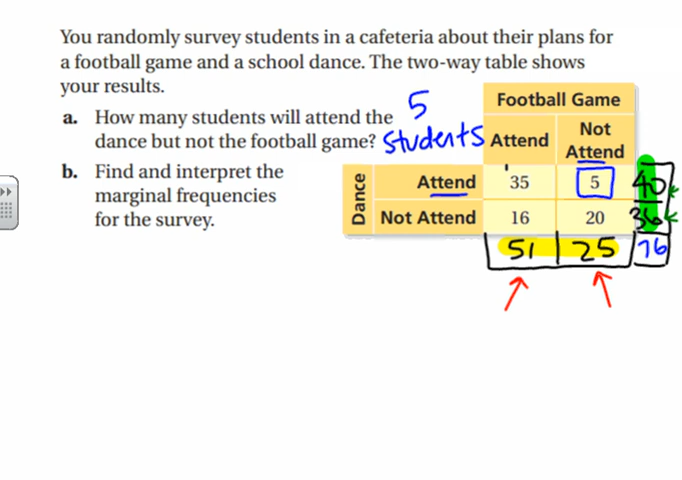 You randomly survey students in a cafeteria about their plans for
a football game and a school dance. The two-way table shows
your results.
a. How many students will attend the
dance but not the football game?
5
students
b. Find and interpret the
marginal frequencies
for the survey.
Football Game
Attend Not Attend
Dance
Attend 35 5 40
Not Attend 16 20 36
51 25 76